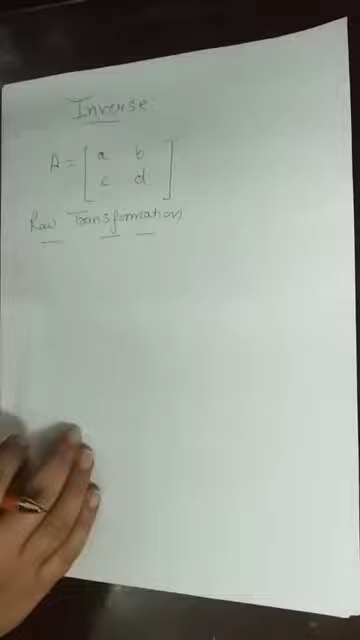 Inverse:
A = [ a b
c d ]
Row Transformation